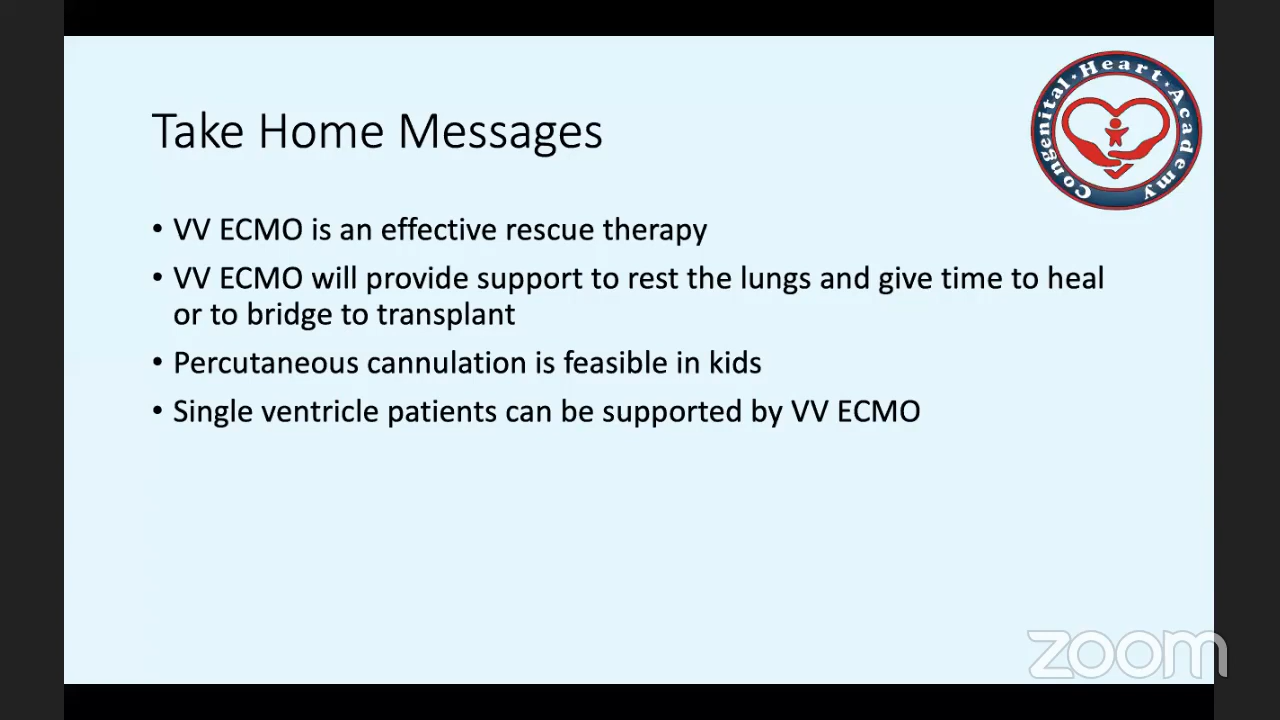 Congenital · Heart · Academy
Take Home Messages
• VV ECMO is an effective rescue therapy
• VV ECMO will provide support to rest the lungs and give time to heal
or to bridge to transplant
• Percutaneous cannulation is feasible in kids
• Single ventricle patients can be supported by VV ECMO
zoom